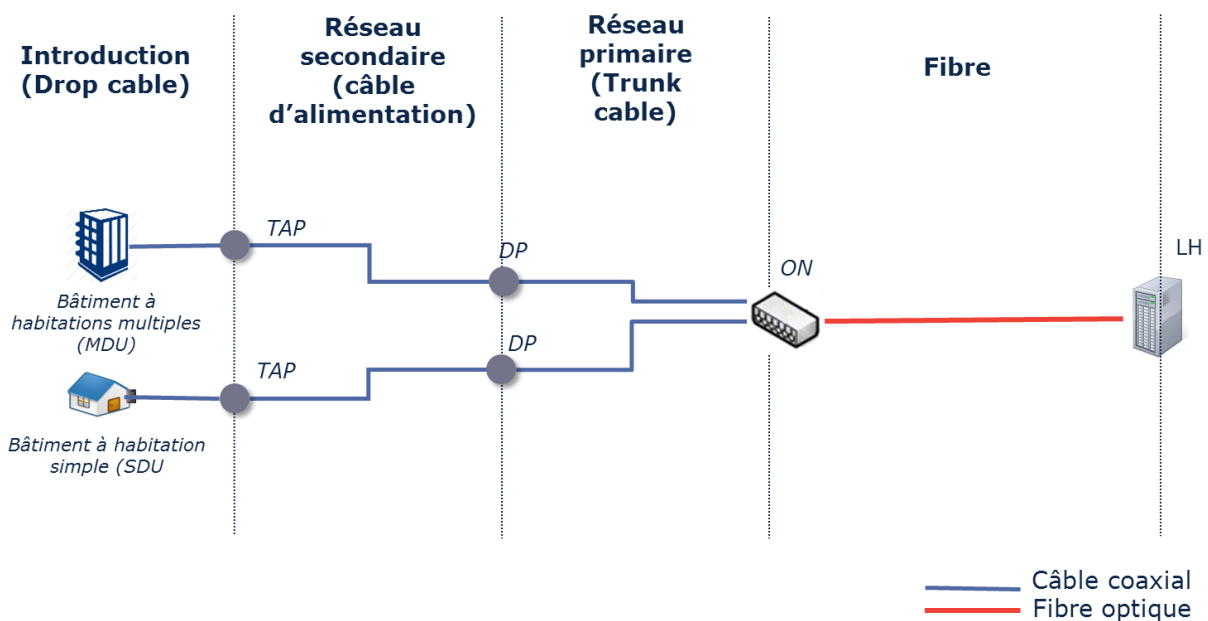 Introduction
(Drop cable)
Réseau
secondaire
(câble
d’alimentation)
Réseau
primaire
(Trunk
cable)
Fibre
TAP
DP
ON
LH
Bâtiment à
habitations multiples
(MDU)
TAP
DP
Bâtiment à habitation
simple (SDU
Câble coaxial
Fibre optique